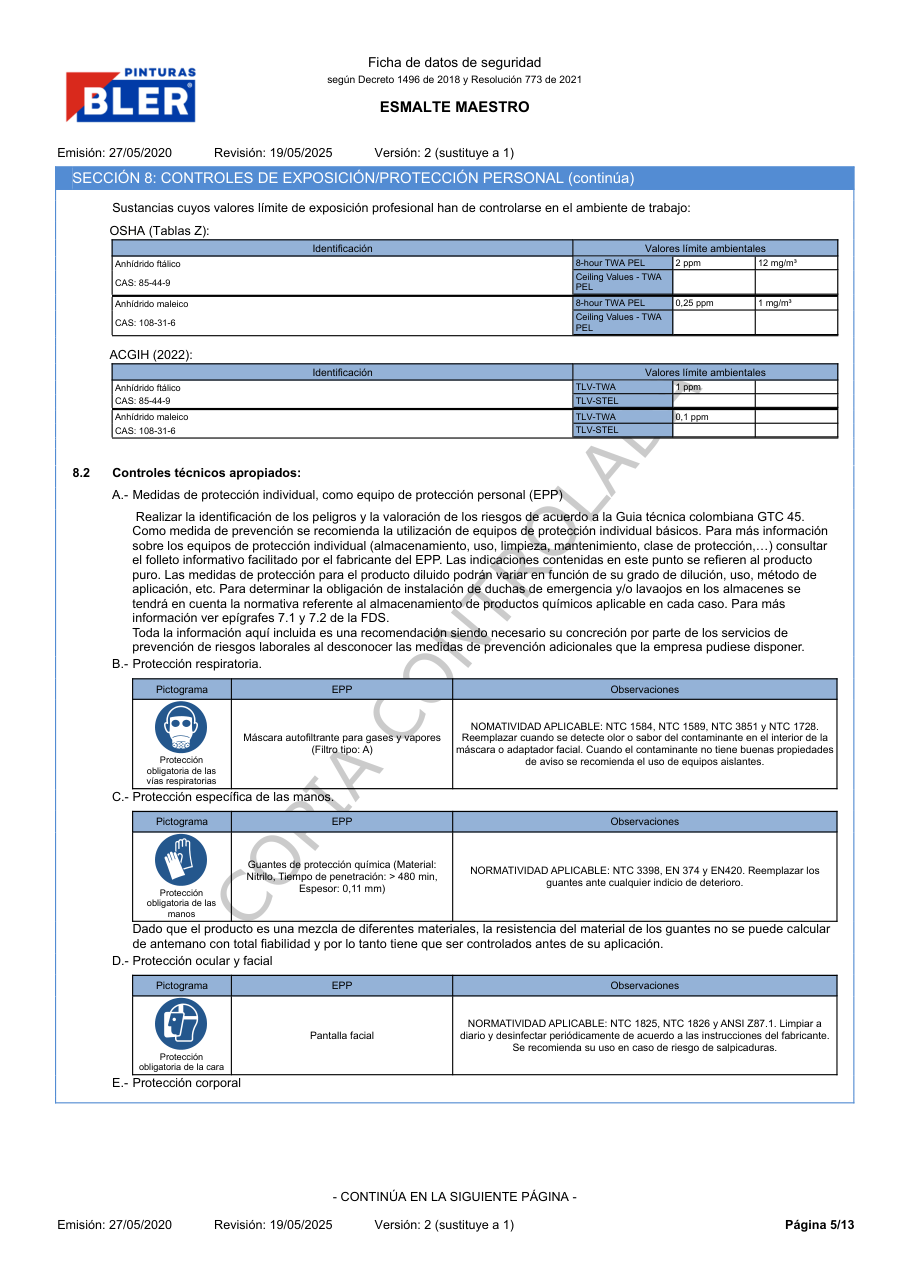 PINTURAS
BLER®
Ficha de datos de seguridad
según Decreto 1496 de 2018 y Resolución 773 de 2021
ESMALTE MAESTRO
Emisión: 27/05/2020 Revisión: 19/05/2025 Versión: 2 (sustituye a 1)
SECCIÓN 8: CONTROLES DE EXPOSICIÓN/PROTECCIÓN PERSONAL (continúa)
Sustancias cuyos valores límite de exposición profesional han de controlarse en el ambiente de trabajo:
OSHA (Tablas Z):
Identificación Valores límite ambientales
Anhídrido ftálico 8-hour TWA PEL 2 ppm 12 mg/m³
CAS: 85-44-9 Ceiling Values - TWA
PEL
Anhídrido maleico 8-hour TWA PEL 0,25 ppm 1 mg/m³
CAS: 108-31-6 Ceiling Values - TWA
PEL
ACGIH (2022):
Identificación Valores límite ambientales
Anhídrido ftálico TLV-TWA 1 ppm
CAS: 85-44-9 TLV-STEL
Anhídrido maleico TLV-TWA 0,1 ppm
CAS: 108-31-6 TLV-STEL
8.2 Controles técnicos apropiados:
A.- Medidas de protección individual, como equipo de protección personal (EPP)
Realizar la identificación de los peligros y la valoración de los riesgos de acuerdo a la Guia técnica colombiana GTC 45.
Como medida de prevención se recomienda la utilización de equipos de protección individual básicos. Para más información
sobre los equipos de protección individual (almacenamiento, uso, limpieza, mantenimiento, clase de protección,…) consultar
el folleto informativo facilitado por el fabricante del EPP. Las indicaciones contenidas en este punto se refieren al producto
puro. Las medidas de protección para el producto diluido podrán variar en función de su grado de dilución, uso, método de
aplicación, etc. Para determinar la obligación de instalación de duchas de emergencia y/o lavaojos en los almacenes se
tendrá en cuenta la normativa referente al almacenamiento de productos químicos aplicable en cada caso. Para más
información ver epígrafes 7.1 y 7.2 de la FDS.
Toda la información aquí incluida es una recomendación siendo necesario su concreción por parte de los servicios de
prevención de riesgos laborales al desconocer las medidas de prevención adicionales que la empresa pudiese disponer.
B.- Protección respiratoria.
Pictograma EPP Observaciones
Protección
obligatoria de las
vías respiratorias
Máscara autofiltrante para gases y vapores
(Filtro tipo: A)
NOMATIVIDAD APLICABLE: NTC 1584, NTC 1589, NTC 3851 y NTC 1728.
Reemplazar cuando se detecte olor o sabor del contaminante en el interior de la
máscara o adaptador facial. Cuando el contaminante no tiene buenas propiedades
de aviso se recomienda el uso de equipos aislantes.
C.- Protección específica de las manos.
Pictograma EPP Observaciones
Protección
obligatoria de las
manos
Guantes de protección química (Material:
Nitrilo, Tiempo de penetración: > 480 min,
Espesor: 0,11 mm)
NORMATIVIDAD APLICABLE: NTC 3398, EN 374 y EN420. Reemplazar los
guantes ante cualquier indicio de deterioro.
Dado que el producto es una mezcla de diferentes materiales, la resistencia del material de los guantes no se puede calcular
de antemano con total fiabilidad y por lo tanto tiene que ser controlados antes de su aplicación.
D.- Protección ocular y facial
Pictograma EPP Observaciones
Protección
obligatoria de la cara
Pantalla facial
NORMATIVIDAD APLICABLE: NTC 1825, NTC 1826 y ANSI Z87.1. Limpiar a
diario y desinfectar periódicamente de acuerdo a las instrucciones del fabricante.
Se recomienda su uso en caso de riesgo de salpicaduras.
E.- Protección corporal
COPIA CONTROLADA
- CONTINÚA EN LA SIGUIENTE PÁGINA -
Emisión: 27/05/2020 Revisión: 19/05/2025 Versión: 2 (sustituye a 1) Página 5/13